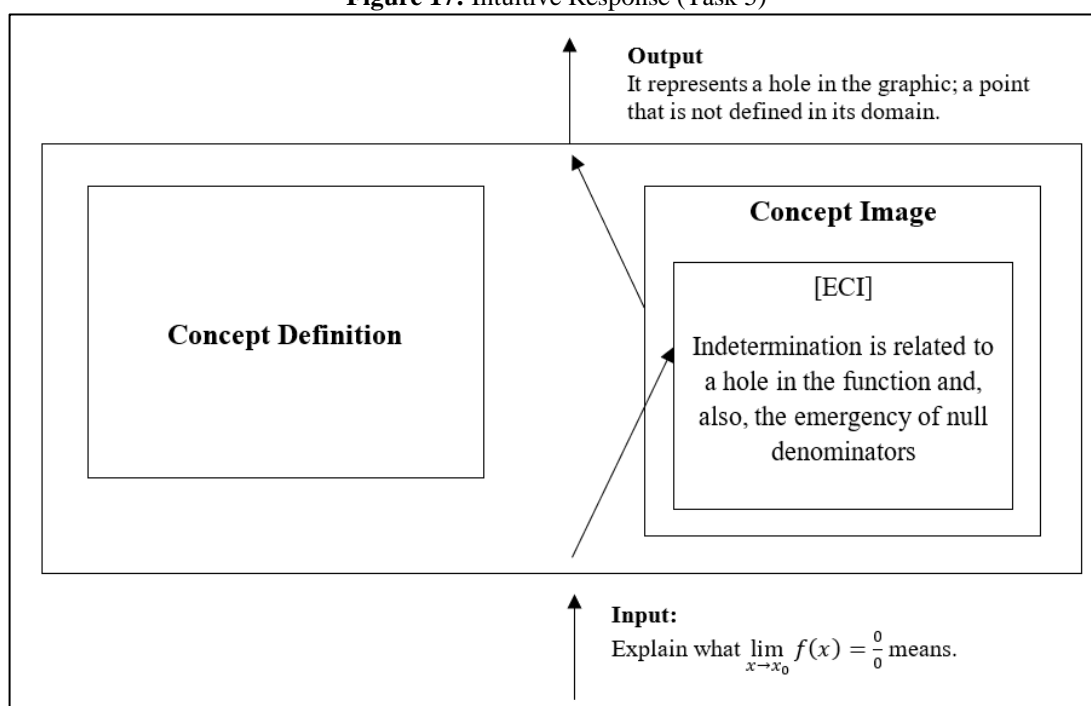 Figure 17: Intuitive Response (Task 5)
Output
It represents a hole in the graphic; a point
that is not defined in its domain.
Concept Image
[ECI]
Concept Definition
Indetermination is related to
a hole in the function and,
also, the emergency of null
denominators
Input:
Explain what lim x→x₀ f(x) = 0/0 means.